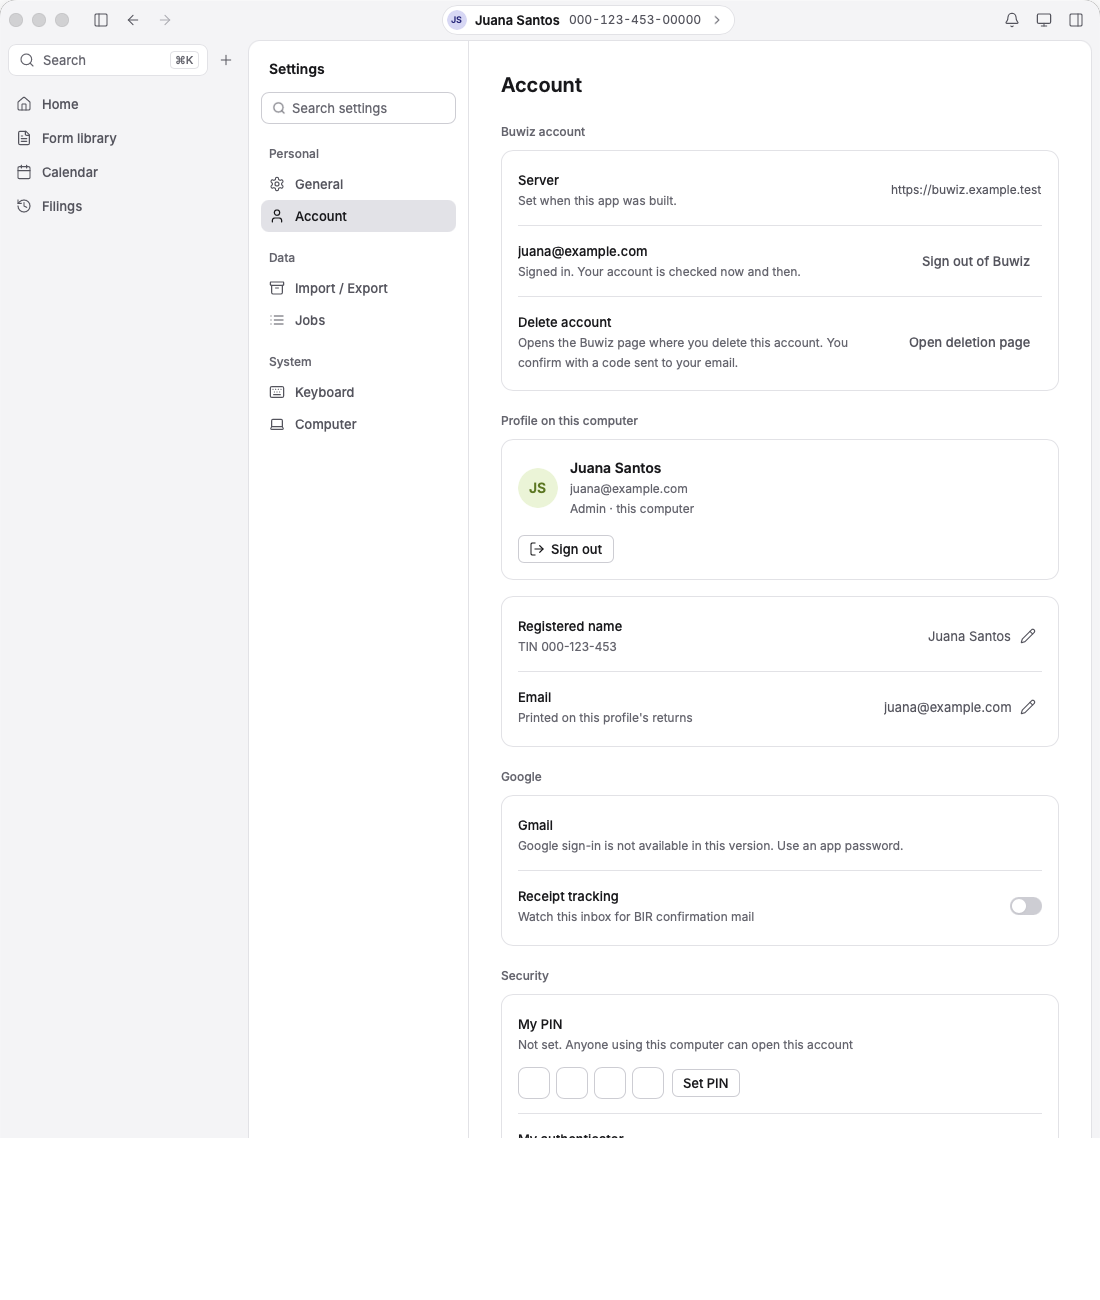 JS Juana Santos 000-123-453-00000
Search ⌘K
Home
Form library
Calendar
Filings
Settings
Search settings
Personal
General
Account
Data
Import / Export
Jobs
System
Keyboard
Computer
Account
Buwiz account
Server
Set when this app was built.
https://buwiz.example.test
juana@example.com
Signed in. Your account is checked now and then.
Sign out of Buwiz
Delete account
Opens the Buwiz page where you delete this account. You
confirm with a code sent to your email.
Open deletion page
Profile on this computer
JS
Juana Santos
juana@example.com
Admin · this computer
Sign out
Registered name
TIN 000-123-453
Juana Santos
Email
Printed on this profile's returns
juana@example.com
Google
Gmail
Google sign-in is not available in this version. Use an app password.
Receipt tracking
Watch this inbox for BIR confirmation mail
Security
My PIN
Not set. Anyone using this computer can open this account
Set PIN
My authenticator